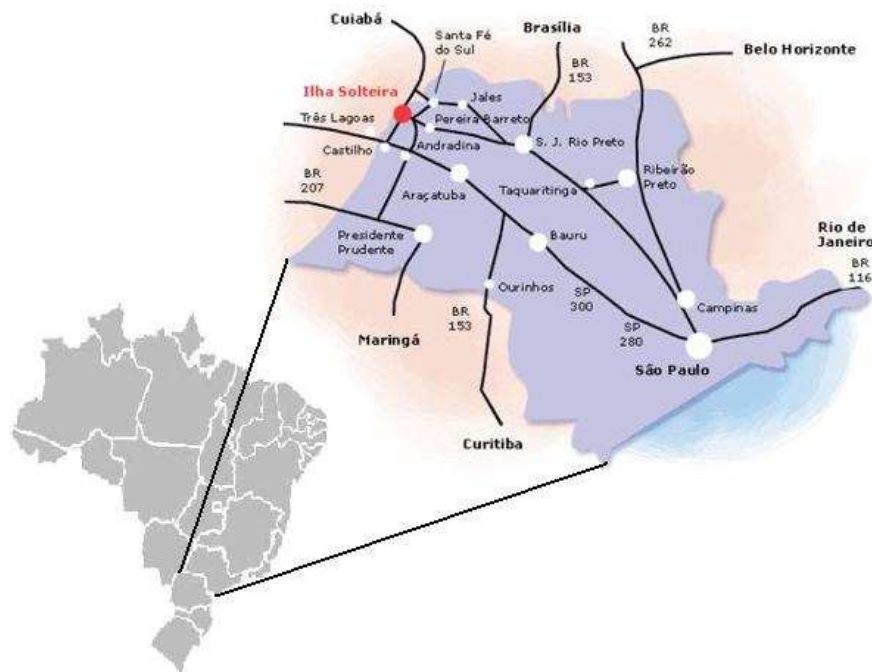 Cuiabá
Santa Fé
do Sul
Brasília
BR
262
BR
153
Belo Horizonte
Ilha Solteira
Jales
Três Lagoas
Pereira Barreto
Castilho
Andradina
S. J. Rio Preto
BR
207
Araçatuba
Taquaritinga
Ribeirão
Preto
Presidente
Prudente
Bauru
Rio de
Janeiro
BR
116
Ourinhos
SP
300
Campinas
BR
153
SP
280
Maringá
São Paulo
Curitiba